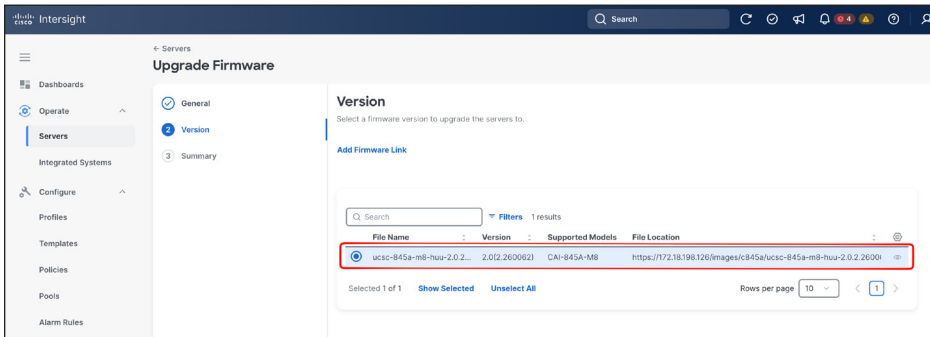 cisco Intersight
Search
4
← Servers
Upgrade Firmware
Dashboards
Operate
Servers
Integrated Systems
Configure
Profiles
Templates
Policies
Pools
Alarm Rules
General
2 Version
3 Summary
Version
Select a firmware version to upgrade the servers to.
Add Firmware Link
Search Filters 1 results
File Name Version Supported Models File Location
ucsc-845a-m8-huu-2.0.2... 2.0(2.260062) CAI-845A-M8 https://172.18.198.126/images/c845a/ucsc-845a-m8-huu-2.0.2.2600
Selected 1 of 1 Show Selected Unselect All Rows per page 10 1